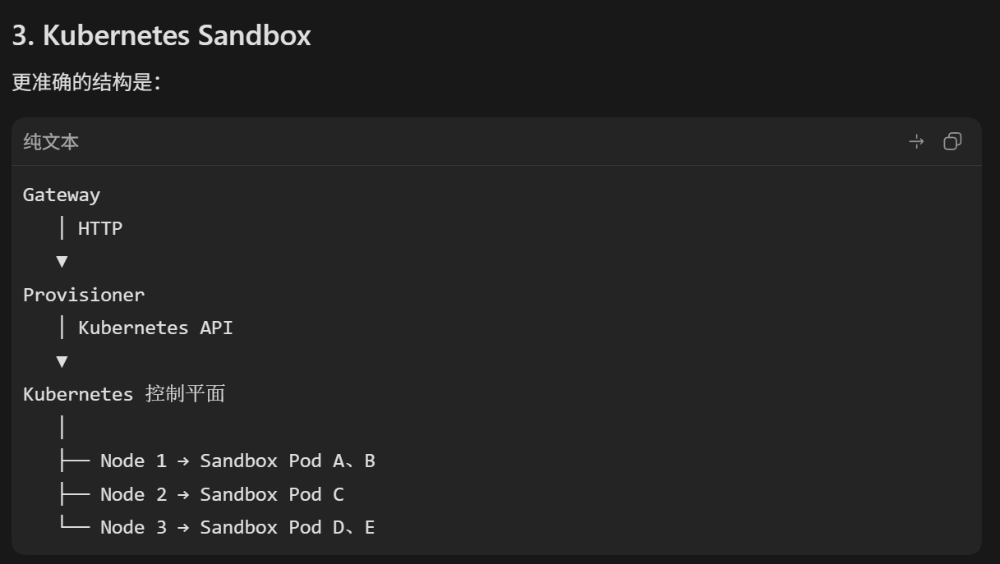 3. Kubernetes Sandbox
更准确的结构是：
纯文本
Gateway
│ HTTP
▼
Provisioner
│ Kubernetes API
▼
Kubernetes 控制平面
│
├── Node 1 → Sandbox Pod A、B
├── Node 2 → Sandbox Pod C
└── Node 3 → Sandbox Pod D、E